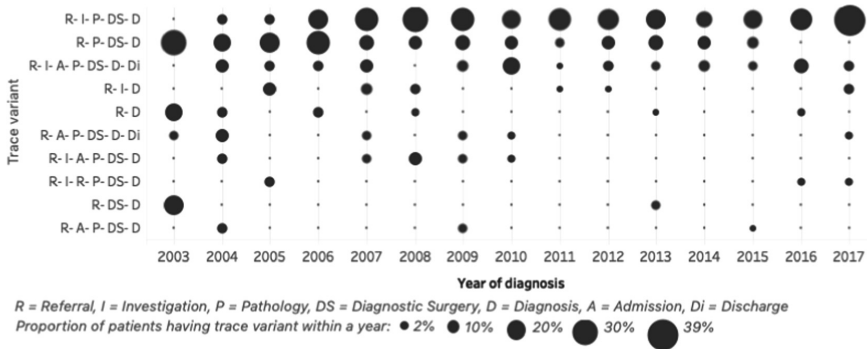 Trace variant
R- I- P- DS- D
R- P- DS- D
R- I- A- P- DS- D- Di
R- I- D
R- D
R- A- P- DS- D- Di
R- I- A- P- DS- D
R- I- R- P- DS- D
R- DS- D
R- A- P- DS- D
2003 2004 2005 2006 2007 2008 2009 2010 2011 2012 2013 2014 2015 2016 2017
Year of diagnosis
R = Referral, I = Investigation, P = Pathology, DS = Diagnostic Surgery, D = Diagnosis, A = Admission, Di = Discharge
Proportion of patients having trace variant within a year: 2% 10% 20% 30% 39%